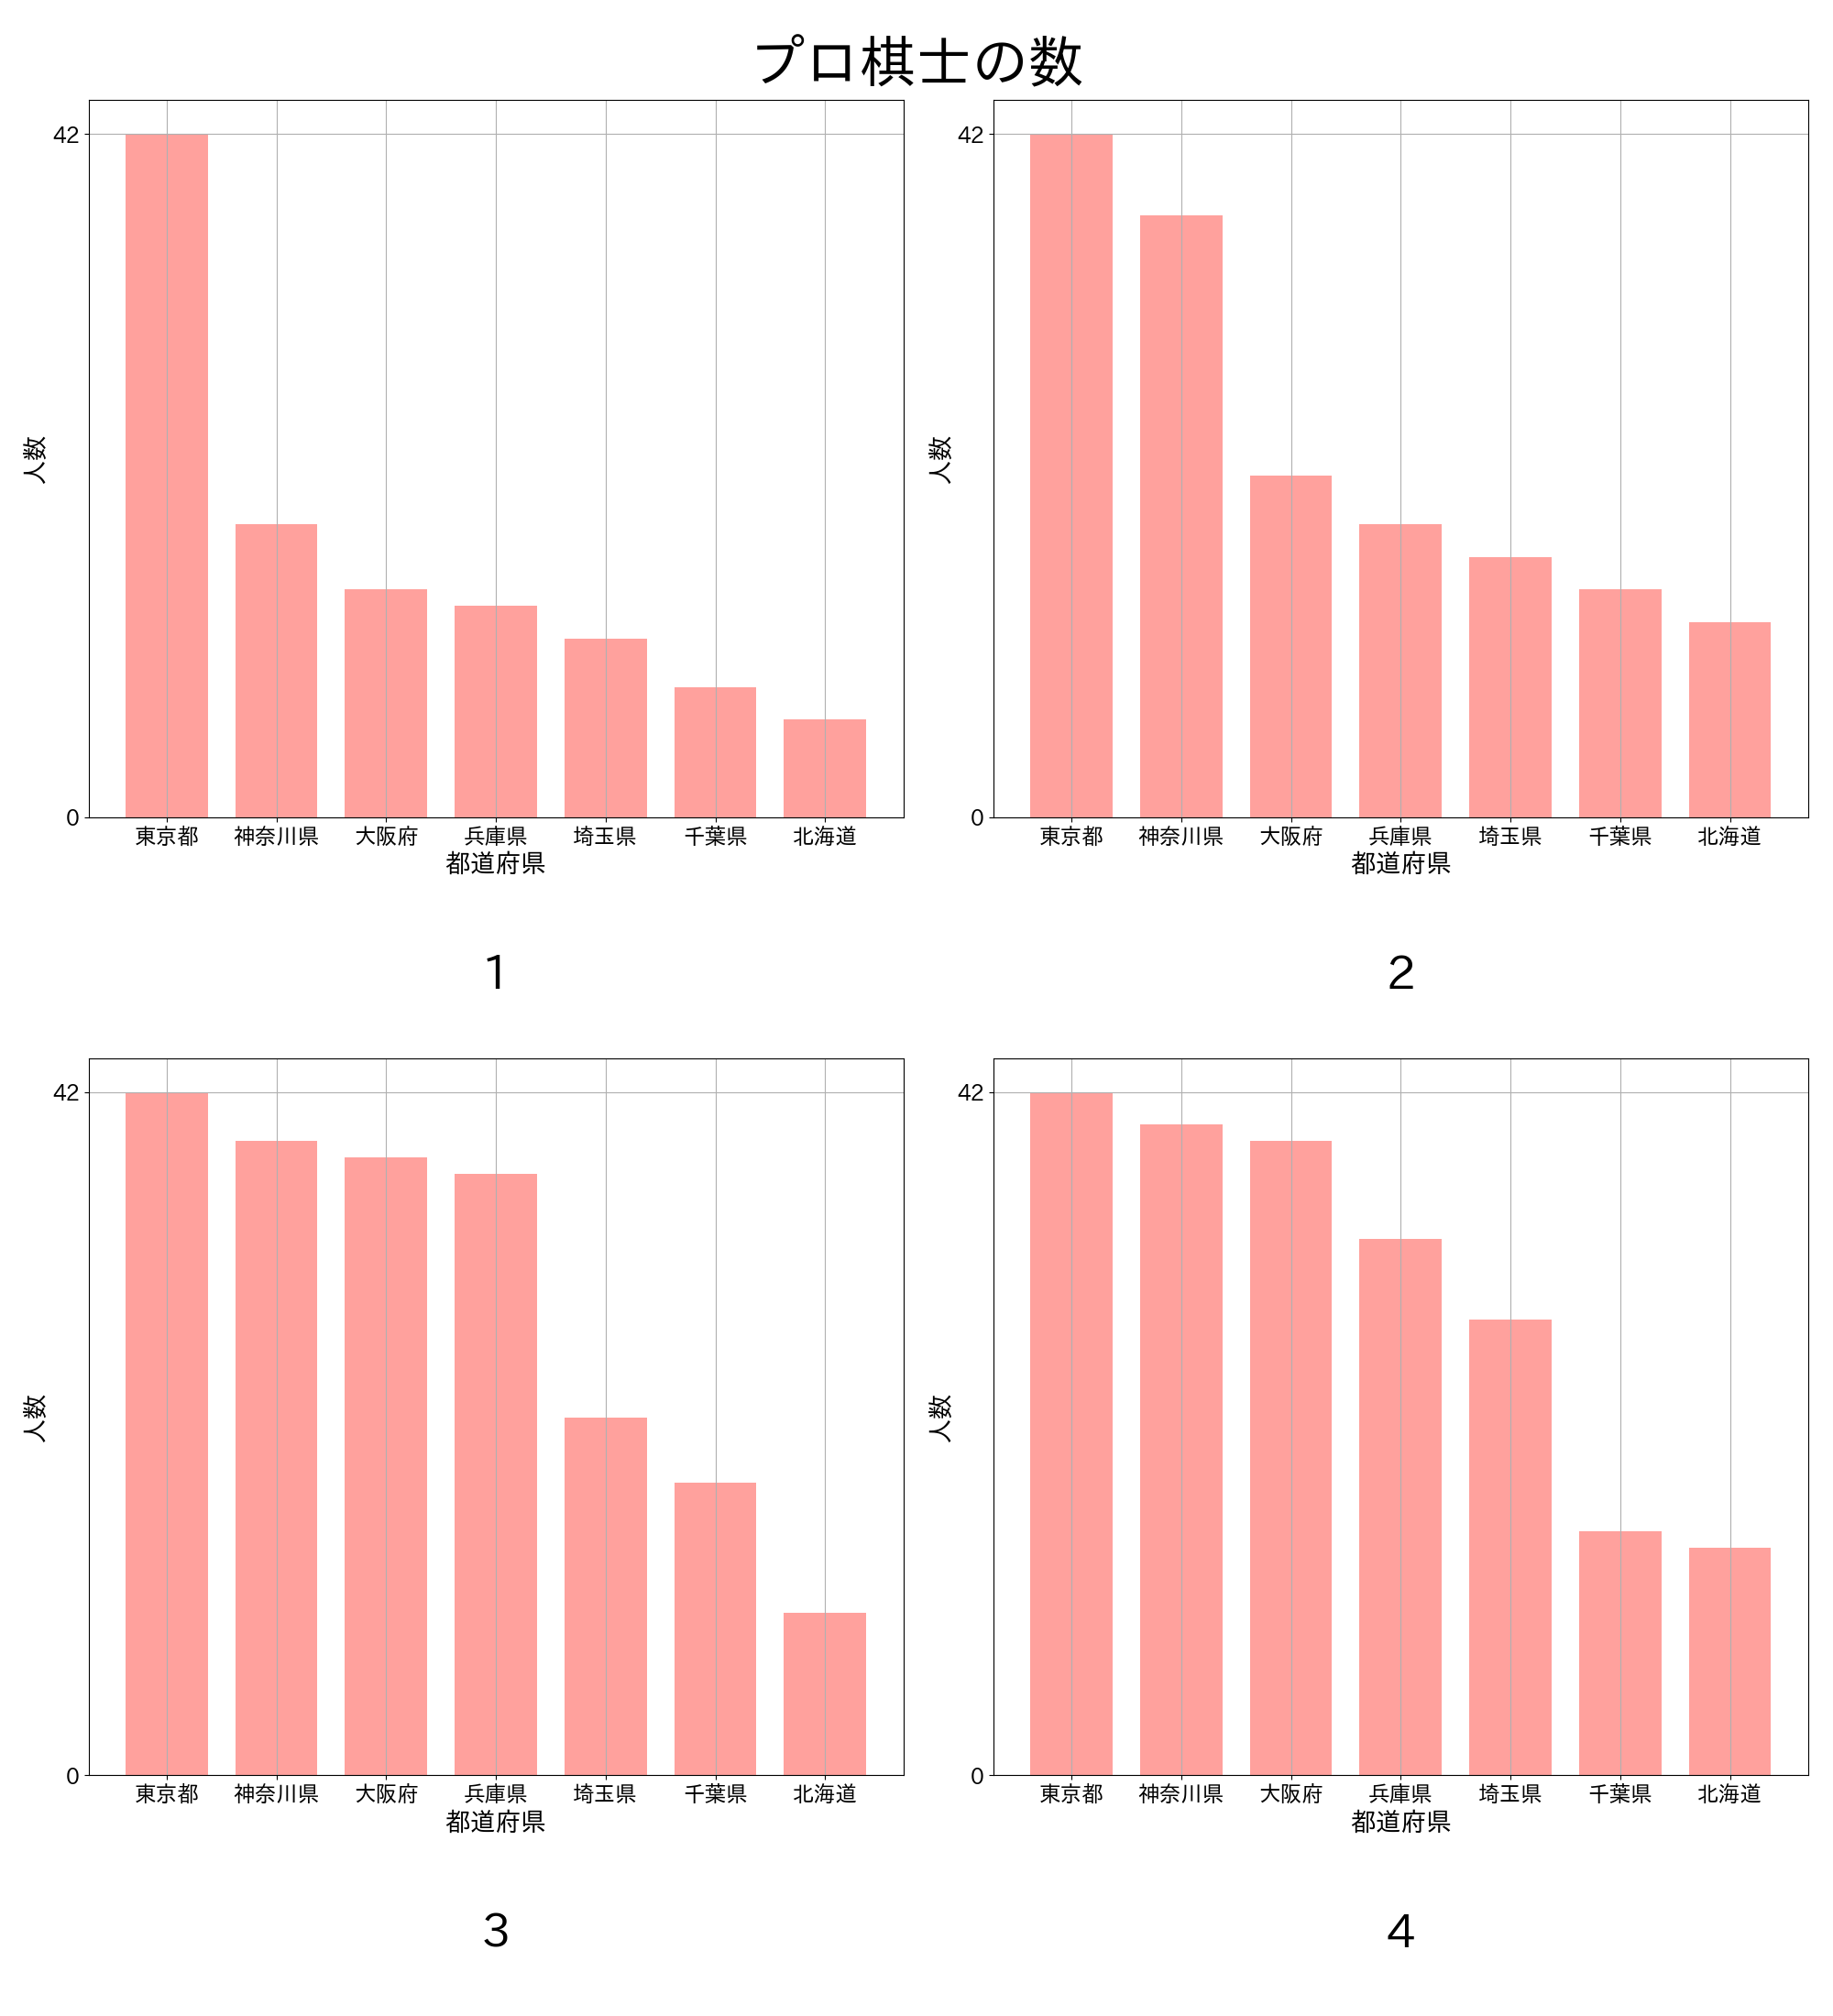 プロ棋士の数
42
0
人数
東京都 神奈川県 大阪府 兵庫県 埼玉県 千葉県 北海道
都道府県
1
42
0
人数
東京都 神奈川県 大阪府 兵庫県 埼玉県 千葉県 北海道
都道府県
2
42
0
人数
東京都 神奈川県 大阪府 兵庫県 埼玉県 千葉県 北海道
都道府県
3
42
0
人数
東京都 神奈川県 大阪府 兵庫県 埼玉県 千葉県 北海道
都道府県
4